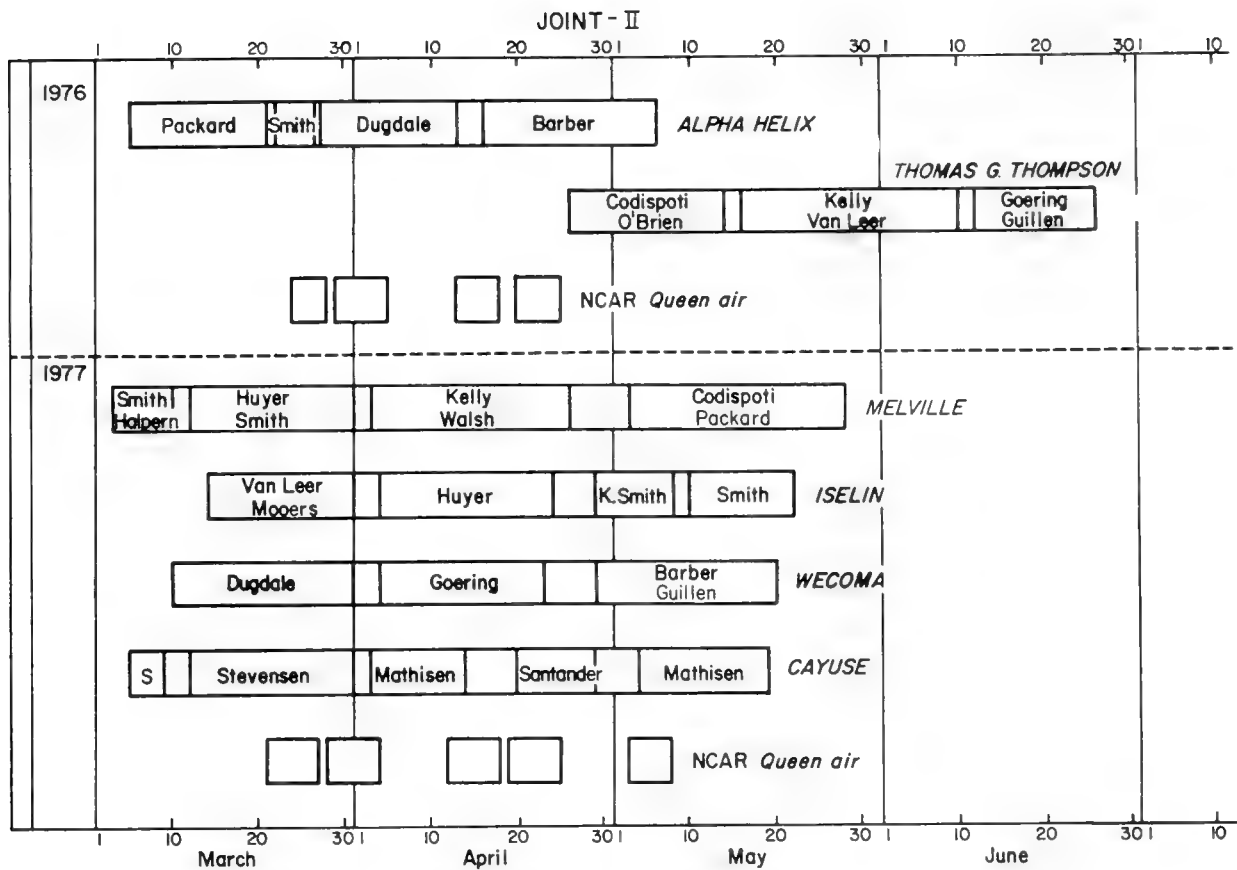 JOINT-II
1 10 20 30 1 10 20 30 1 10 20 30 1 10 20 30 1 10
1976
Packard Smith Dugdale Barber ALPHA HELIX
THOMAS G. THOMPSON
Codispoti Kelly Goering
O'Brien Van Leer Guillen
NCAR Queen air
1977
Smith Huyer Kelly Codispoti
Halpern Smith Walsh Packard MELVILLE
Van Leer
Mooers Huyer K.Smith Smith ISELIN
Dugdale Goering Barber WECOMA
Guillen
S Stevensen Mathisen Santander Mathisen CAYUSE
NCAR Queen air
1 10 20 30 1 10 20 30 1 10 20 30 1 10 20 30 1 10
March April May June